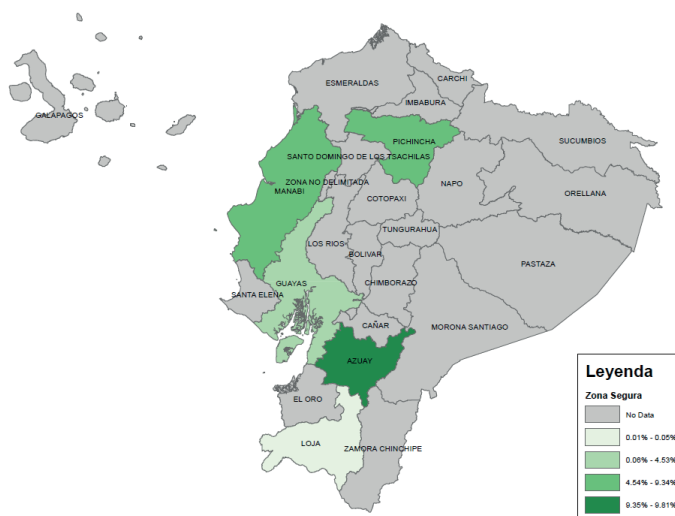 ESMERALDAS
CARCHI
IMBABURA
GALAPAGOS
PICHINCHA
SUCUMBIOS
SANTO DOMINGO DE LOS TSACHILAS
ZONA NO DELIMITADA
NAPO
MANABI
ORELLANA
COTOPAXI
TUNGURAHUA
LOS RIOS
BOLIVAR
PASTAZA
GUAYAS
CHIMBORAZO
SANTA ELENA
CAÑAR
MORONA SANTIAGO
AZUAY
EL ORO
LOJA
ZAMORA CHINCHIPE
Leyenda
Zona Segura
No Data
0.01% - 0.05%
0.06% - 4.53%
4.54% - 9.34%
9.35% - 9.81%